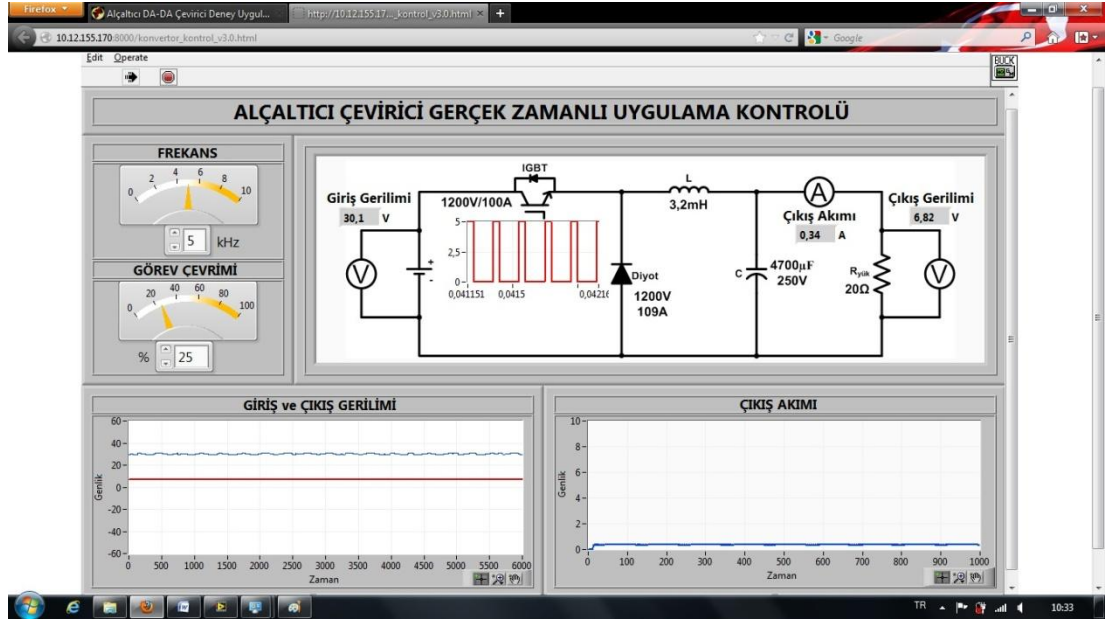 Firefox
Alçaltıcı DA-DA Çevirici Deney Uygul...
http://10.12.155.17..._kontrol_v3.0.html
10.12.155.170:8000/konvertor_kontrol_v3.0.html
Google
Edit Operate
BUCK
ALÇALTICI ÇEVİRİCİ GERÇEK ZAMANLI UYGULAMA KONTROLÜ
FREKANS
0 2 4 6 8 10
5 kHz
GÖREV ÇEVRİMİ
0 20 40 60 80 100
% 25
IGBT
1200V/100A
Giriş Gerilimi
30,1 V
V
+
-
5
2,5
0
0,041151 0,0415 0,04216
Diyot
1200V
109A
L
3,2mH
C
4700µF
250V
A
Çıkış Akımı
0,34 A
Ryük
20Ω
Çıkış Gerilimi
6,82 V
V
GİRİŞ ve ÇIKIŞ GERİLİMİ
Genlik
60
40
20
0
-20
-40
-60
0 500 1000 1500 2000 2500 3000 3500 4000 4500 5000 5500 6000
Zaman
ÇIKIŞ AKIMI
Genlik
10
8
6
4
2
0
0 100 200 300 400 500 600 700 800 900 1000
Zaman
TR
10:33